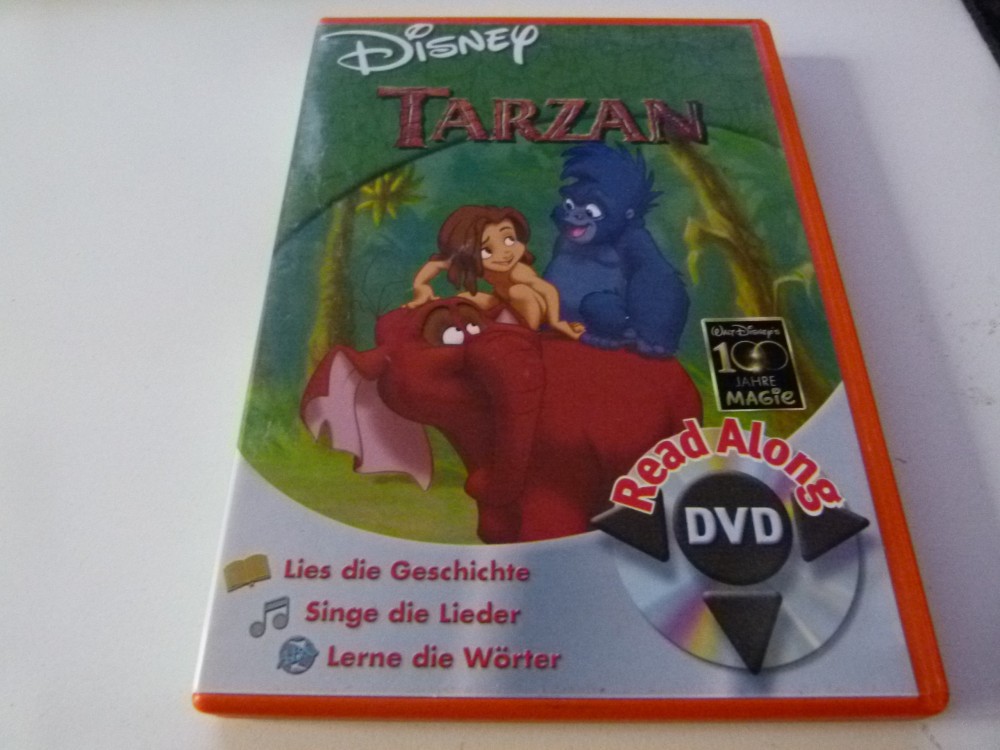 Disney
TARZAN
Walt Disney's
100
JAHRE
MAGiE
Read Along
DVD
Lies die Geschichte
Singe die Lieder
Lerne die Wörter